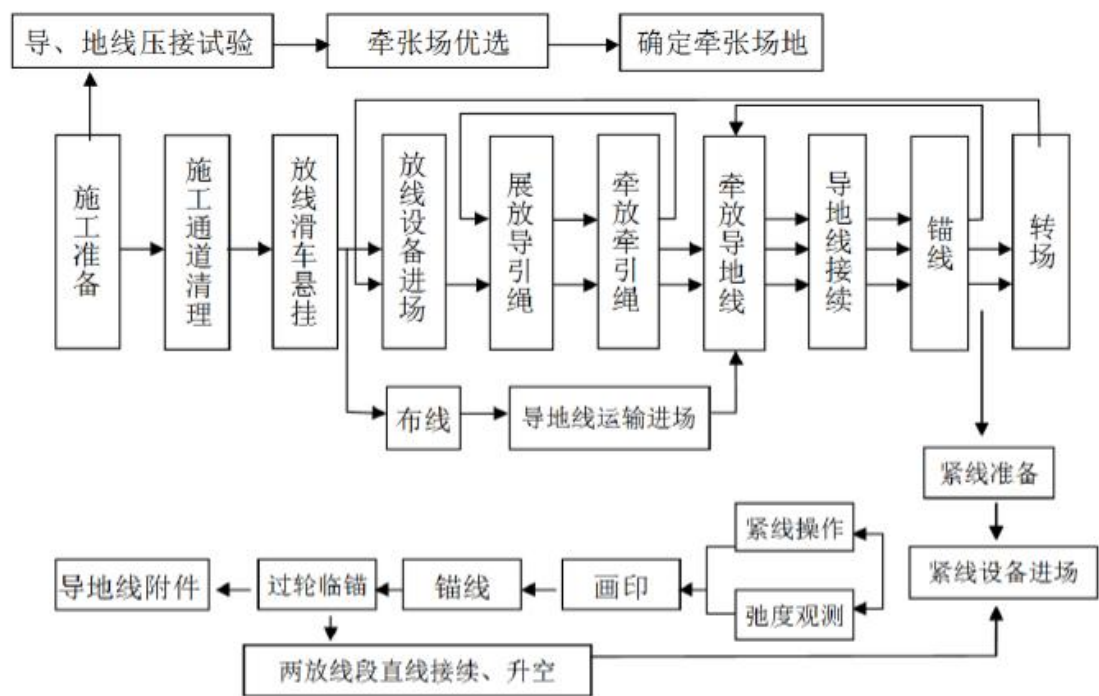 导、地线压接试验
牵张场优选
确定牵张场地
施工准备
施工通道清理
放线滑车悬挂
放线设备进场
展放导引绳
牵放牵引绳
牵放导地线
导地线接续
锚线
转场
布线
导地线运输进场
紧线准备
紧线操作
紧线设备进场
导地线附件
过轮临锚
锚线
画印
弛度观测
两放线段直线接续、升空